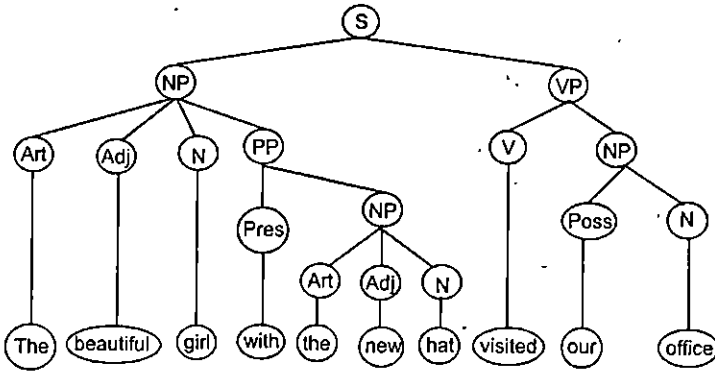 S
NP VP
Art Adj N PP V NP
Pres NP Poss N
Art Adj N
The beautiful girl with the new hat visited our office